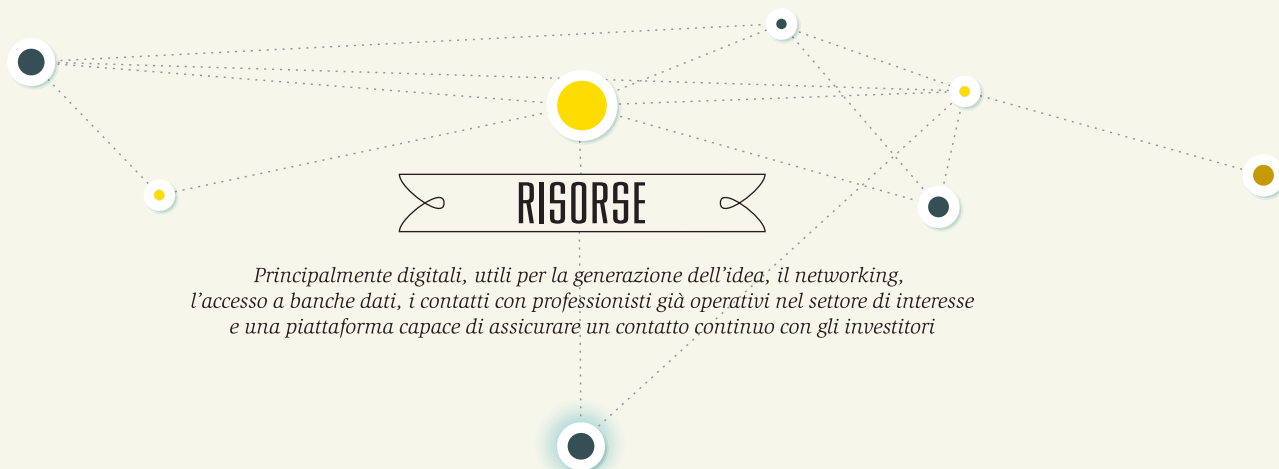 RISORSE
Principalmente digitali, utili per la generazione dell’idea, il networking,
l’accesso a banche dati, i contatti con professionisti già operativi nel settore di interesse
e una piattaforma capace di assicurare un contatto continuo con gli investitori